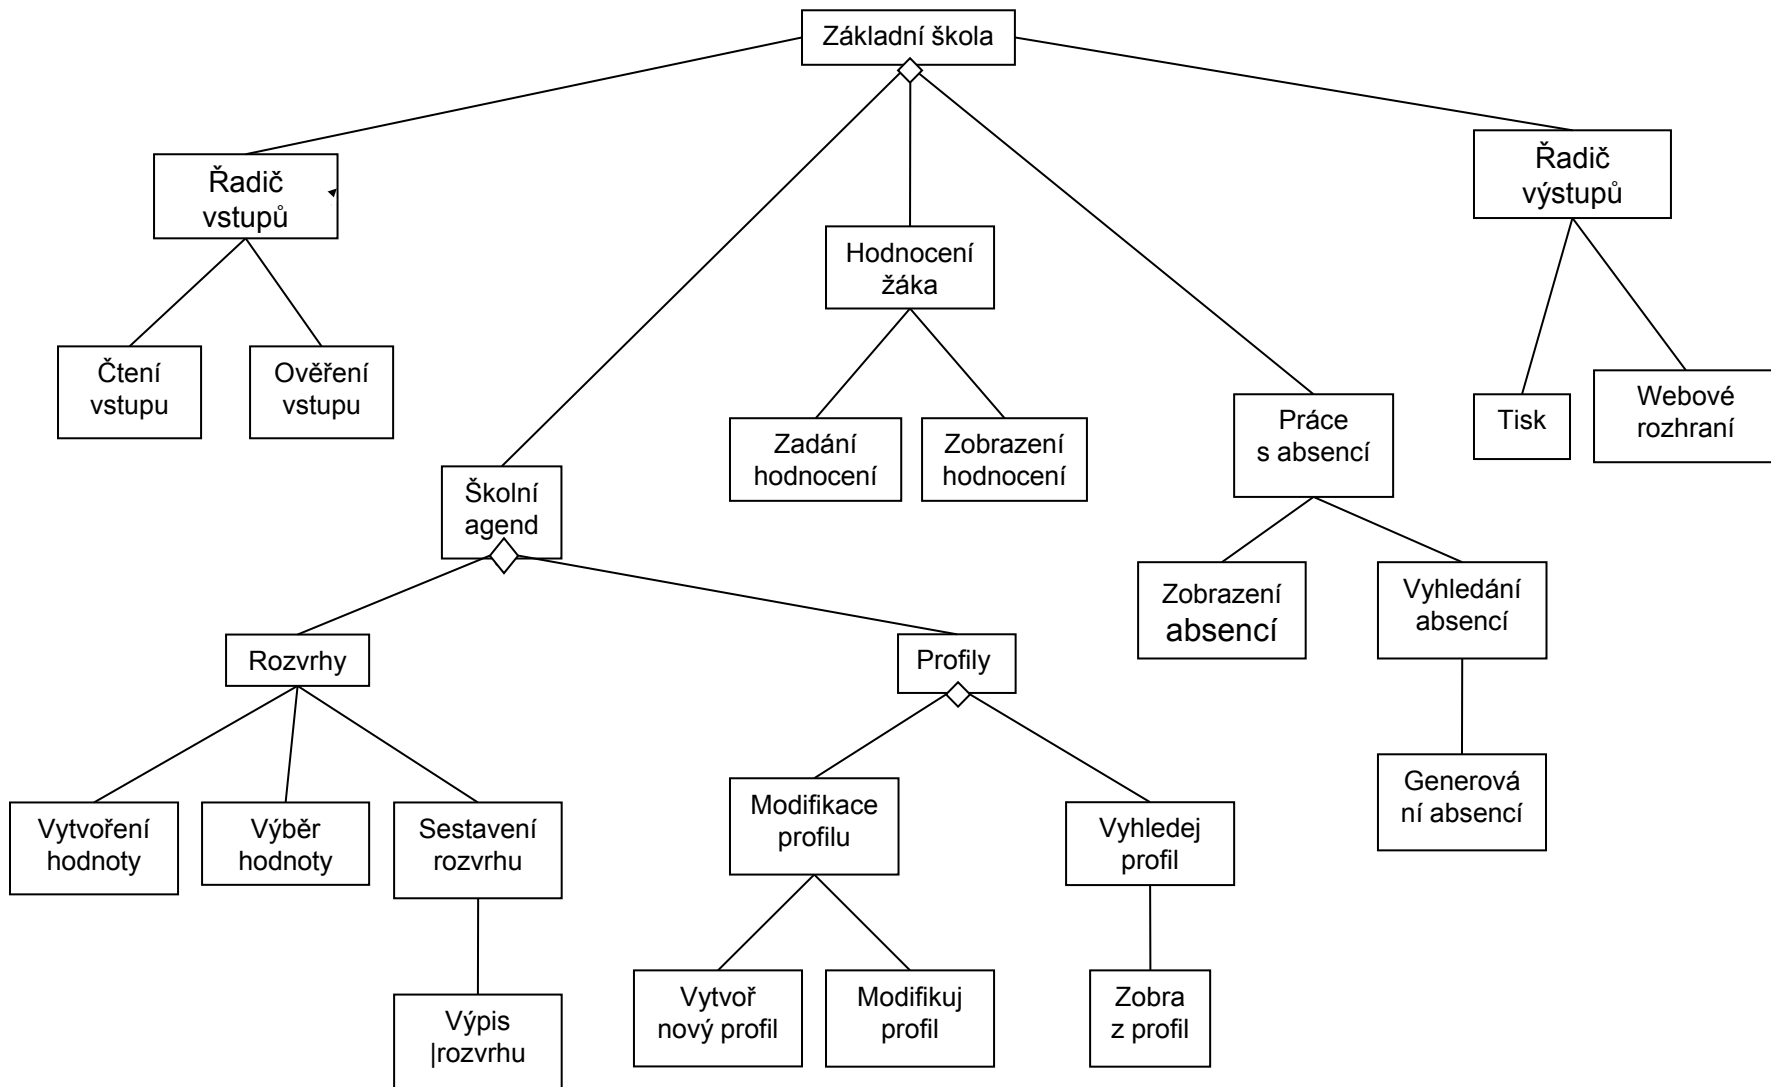 Základní škola
Řadič
vstupů
Řadič
výstupů
Hodnocení
žáka
Čtení
vstupu
Ověření
vstupu
Práce
s absencí
Tisk
Webové
rozhraní
Zadání
hodnocení
Zobrazení
hodnocení
Školní
agend
Zobrazení
absencí
Vyhledání
absencí
Rozvrhy
Profily
Generová
ní absencí
Vytvoření
hodnoty
Výběr
hodnoty
Sestavení
rozvrhu
Modifikace
profilu
Vyhledej
profil
Výpis
|rozvrhu
Vytvoř
nový profil
Modifikuj
profil
Zobra
z profil